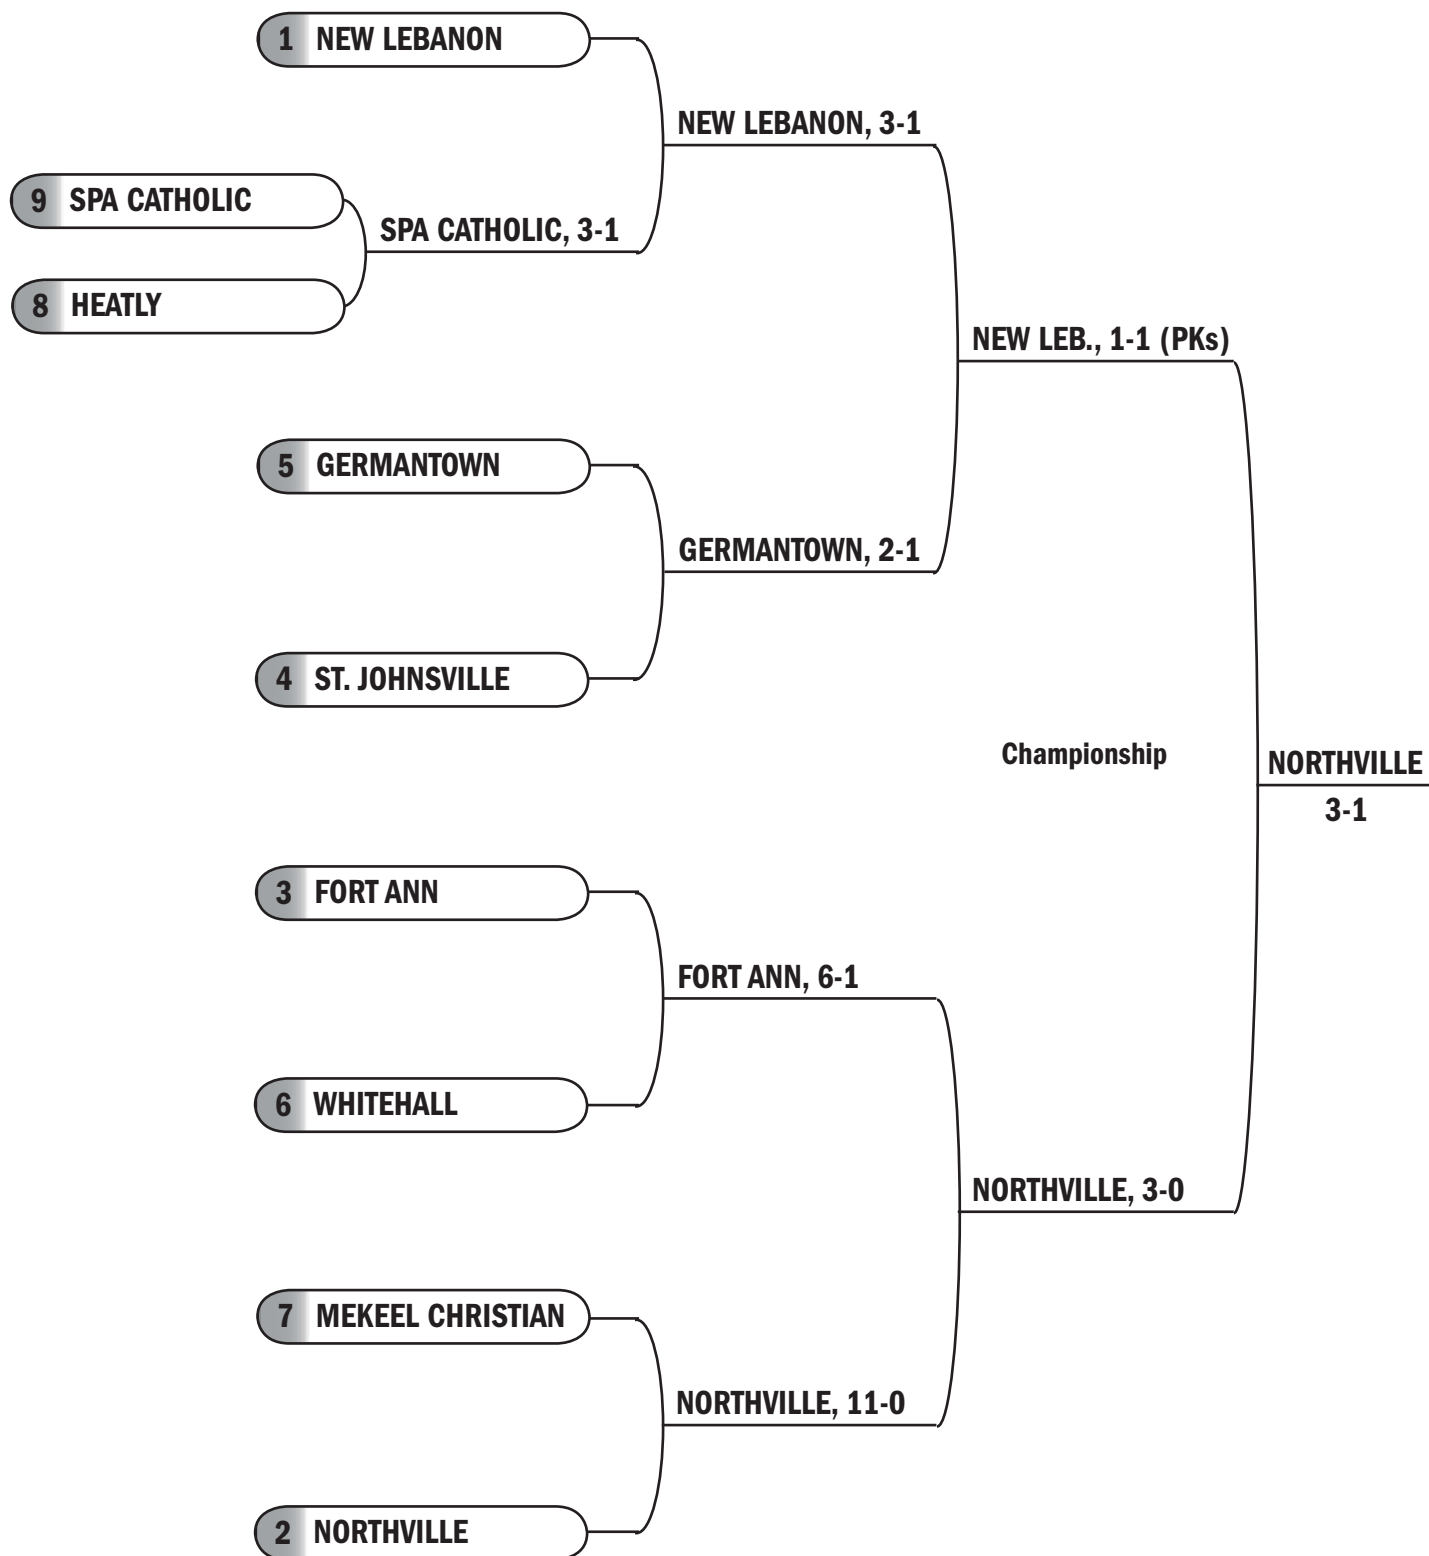 1 NEW LEBANON
NEW LEBANON, 3-1
9 SPA CATHOLIC
SPA CATHOLIC, 3-1
8 HEATLY
NEW LEB., 1-1 (PKs)
5 GERMANTOWN
GERMANTOWN, 2-1
4 ST. JOHNSVILLE
Championship
NORTHVILLE
3-1
3 FORT ANN
FORT ANN, 6-1
6 WHITEHALL
NORTHVILLE, 3-0
7 MEKEEL CHRISTIAN
NORTHVILLE, 11-0
2 NORTHVILLE